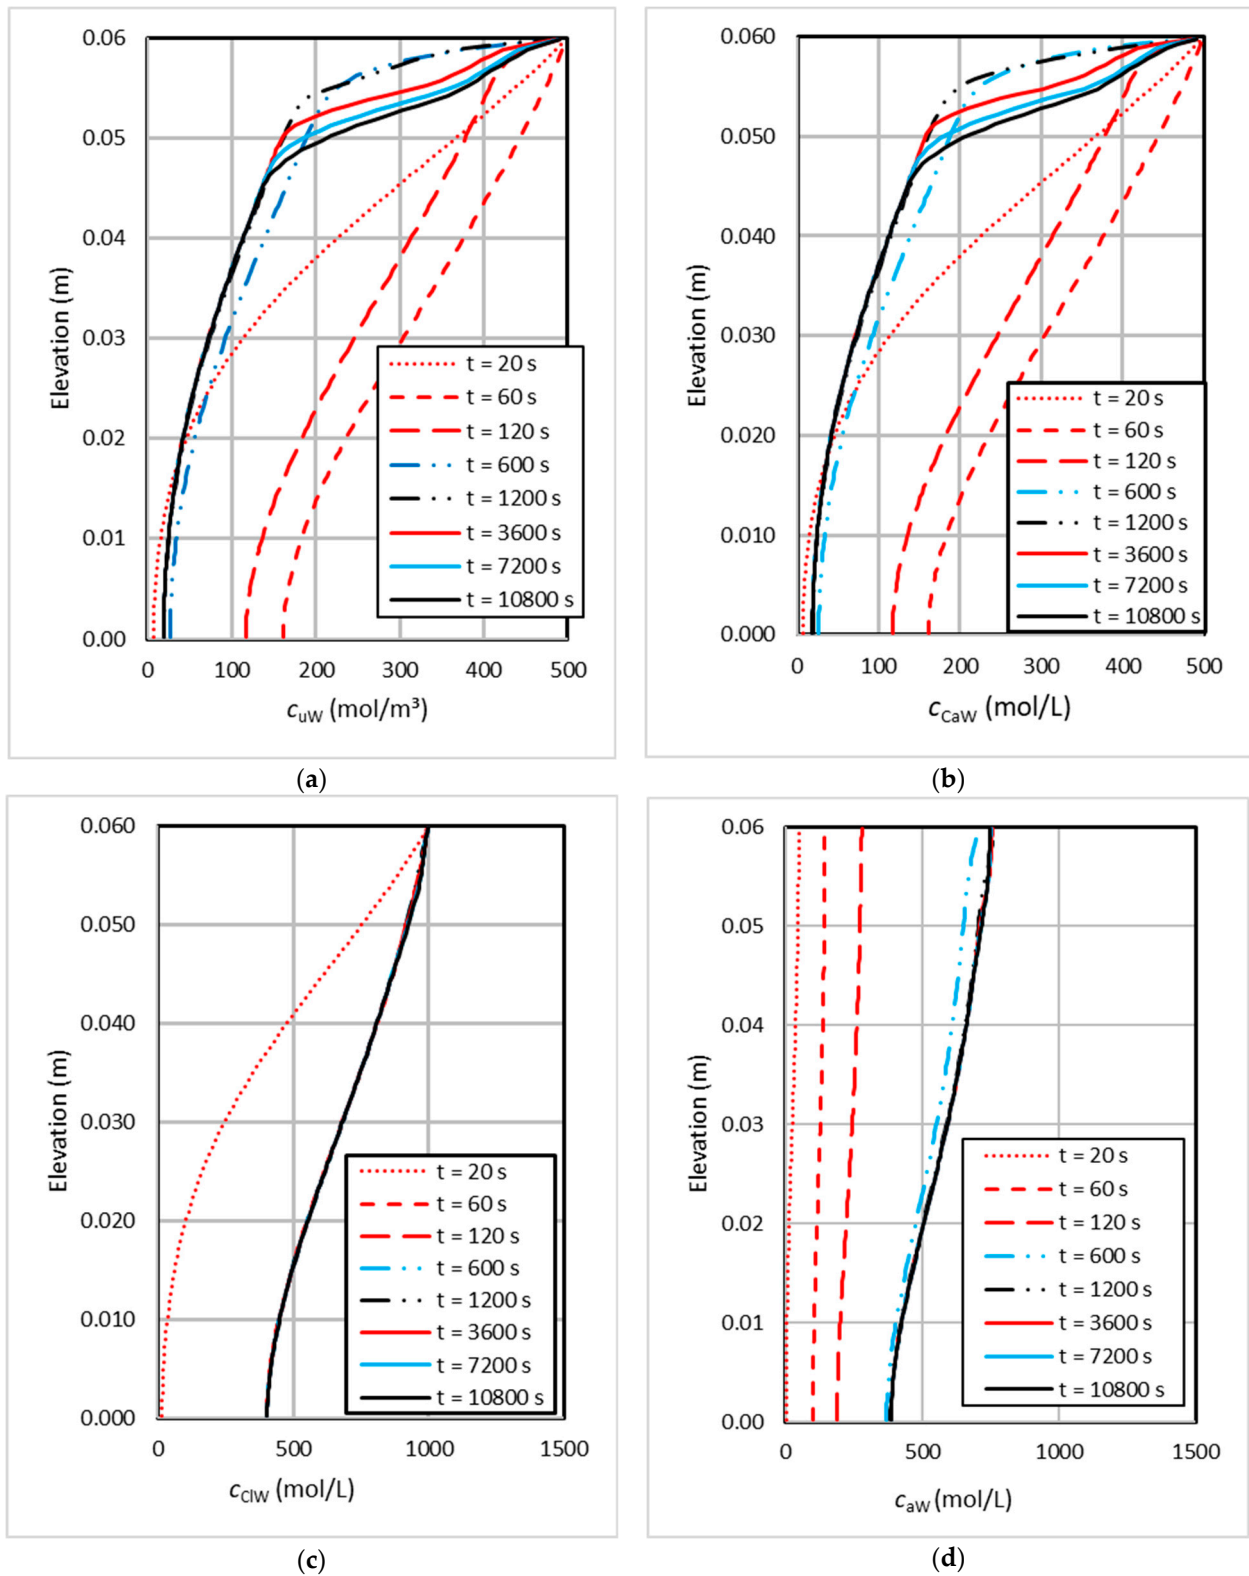 0.06
0.05
0.04
0.03
0.02
0.01
0.00
Elevation (m)
t = 20 s
t = 60 s
t = 120 s
t = 600 s
t = 1200 s
t = 3600 s
t = 7200 s
t = 10800 s
0 100 200 300 400 500
cuW (mol/m³)
(a)
0.060
0.050
0.040
0.030
0.020
0.010
0.000
Elevation (m)
t = 20 s
t = 60 s
t = 120 s
t = 600 s
t = 1200 s
t = 3600 s
t = 7200 s
t = 10800 s
0 100 200 300 400 500
cCaW (mol/L)
(b)
0.060
0.050
0.040
0.030
0.020
0.010
0.000
Elevation (m)
t = 20 s
t = 60 s
t = 120 s
t = 600 s
t = 1200 s
t = 3600 s
t = 7200 s
t = 10800 s
0 500 1000 1500
cClW (mol/L)
(c)
0.06
0.05
0.04
0.03
0.02
0.01
0.00
Elevation (m)
t = 20 s
t = 60 s
t = 120 s
t = 600 s
t = 1200 s
t = 3600 s
t = 7200 s
t = 10800 s
0 500 1000 1500
caW (mol/L)
(d)